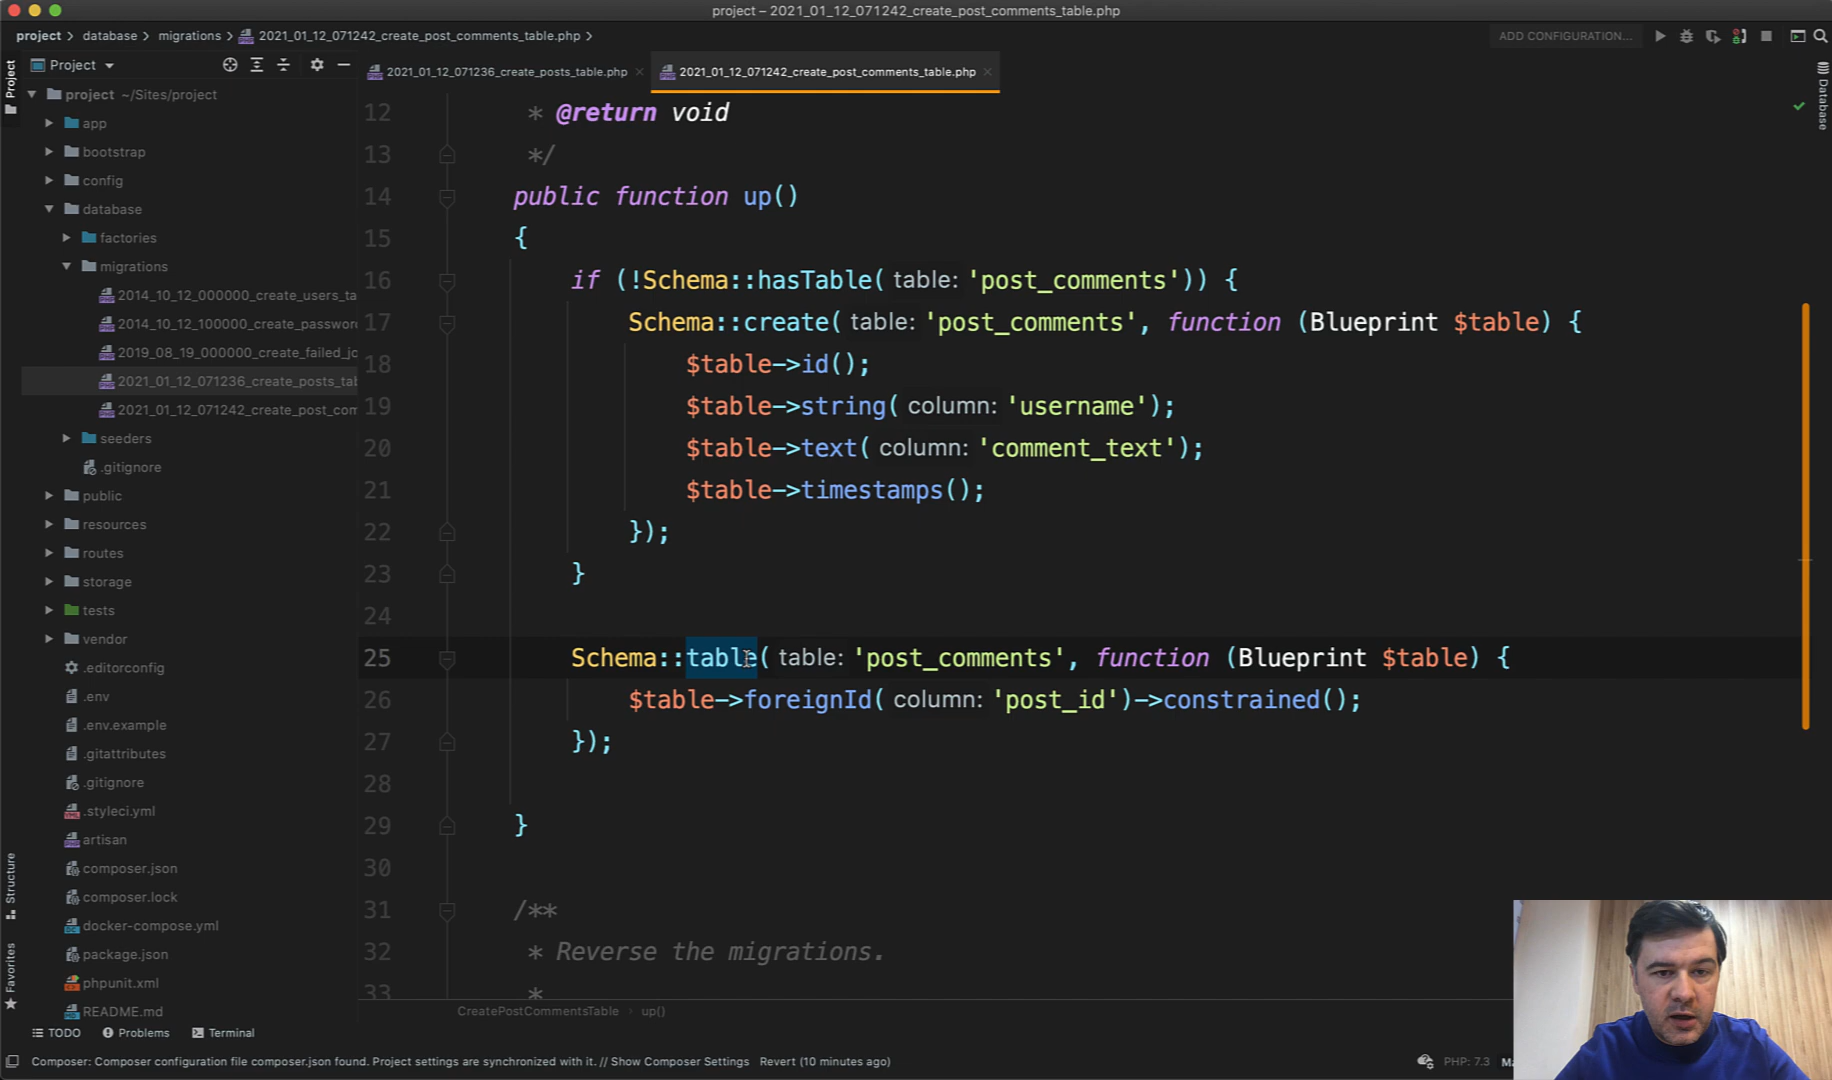 project – 2021_01_12_071242_create_post_comments_table.php
project database migrations 2021_01_12_071242_create_post_comments_table.php
ADD CONFIGURATION...
Project
Project
2021_01_12_071236_create_posts_table.php
2021_01_12_071242_create_post_comments_table.php
Database
project ~/Sites/project
app
bootstrap
config
database
factories
migrations
2014_10_12_000000_create_users_ta
2014_10_12_100000_create_password
2019_08_19_000000_create_failed_jo
2021_01_12_071236_create_posts_tab
2021_01_12_071242_create_post_com
seeders
.gitignore
public
resources
routes
storage
tests
vendor
.editorconfig
.env
.env.example
.gitattributes
.gitignore
.styleci.yml
artisan
composer.json
composer.lock
docker-compose.yml
package.json
phpunit.xml
README.md
Structure
Favorites
12 * @return void
13 */
14 public function up()
15 {
16 if (!Schema::hasTable( table: 'post_comments')) {
17 Schema::create( table: 'post_comments', function (Blueprint $table) {
18 $table->id();
19 $table->string( column: 'username');
20 $table->text( column: 'comment_text');
21 $table->timestamps();
22 });
23 }
24
25 Schema::table( table: 'post_comments', function (Blueprint $table) {
26 $table->foreignId( column: 'post_id')->constrained();
27 });
28
29 }
30
31 /**
32 * Reverse the migrations.
33 *
CreatePostCommentsTable up()
TODO Problems Terminal
Composer: Composer configuration file composer.json found. Project settings are synchronized with it. // Show Composer Settings Revert (10 minutes ago)
PHP: 7.3